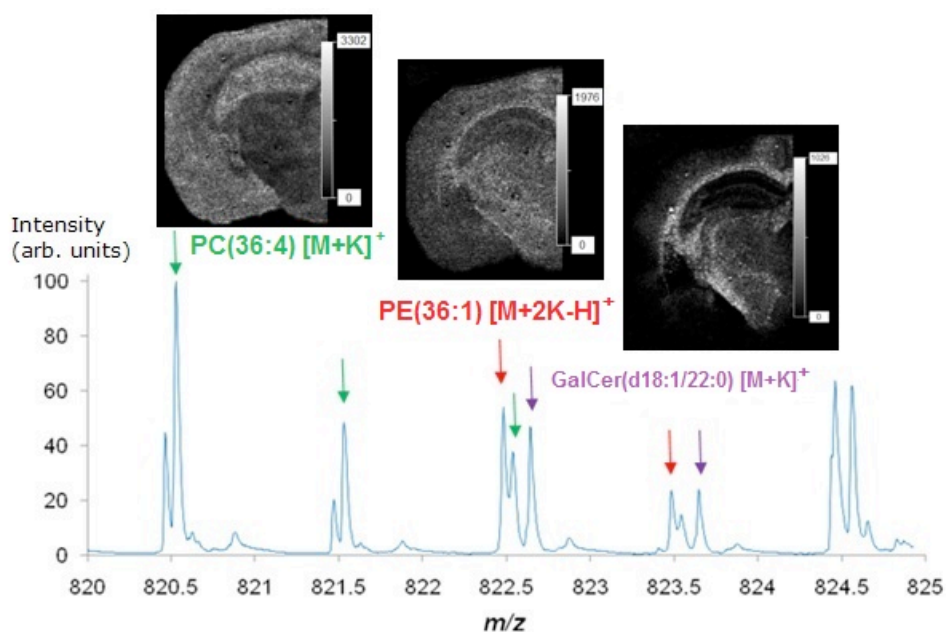 3302
0
1976
0
1026
0
Intensity
(arb. units)
PC(36:4) [M+K]+
PE(36:1) [M+2K-H]+
GalCer(d18:1/22:0) [M+K]+
100
80
60
40
20
0
820 820.5 821 821.5 822 822.5 823 823.5 824 824.5 825
m/z